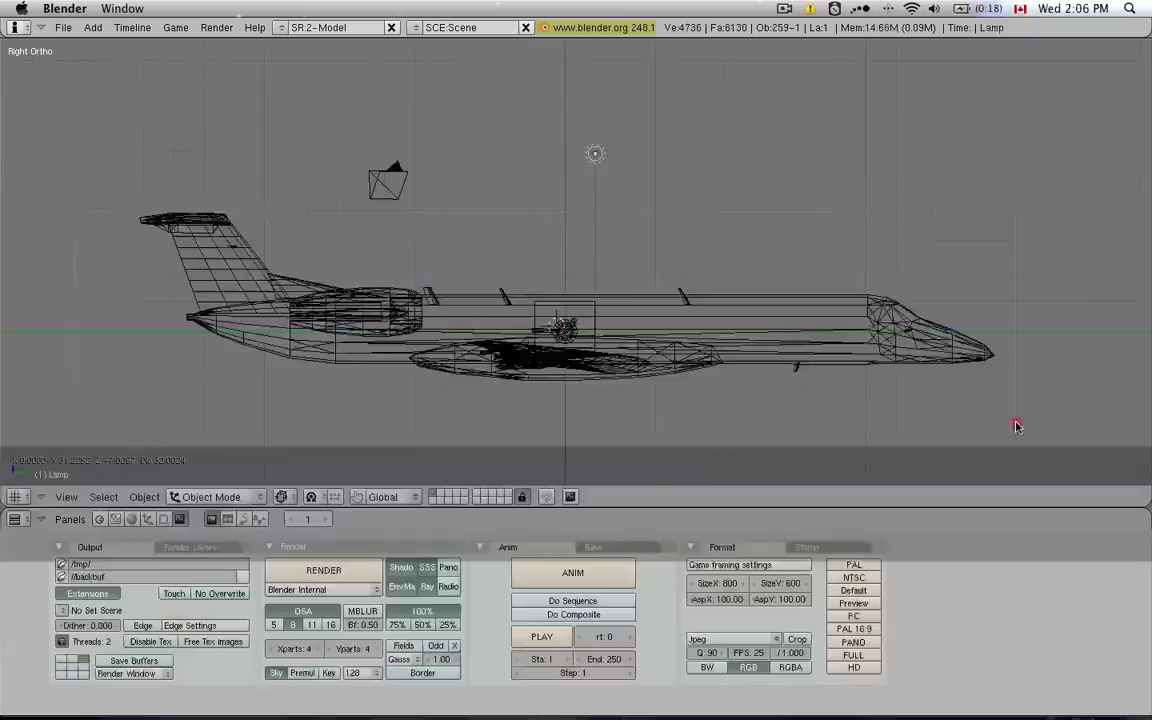 Blender Window (0:18) Wed 2:06 PM
File Add Timeline Game Render Help SR:2-Model SCE:Scene www.blender.org 248.1 Ve:4736 | Fa:6130 | Ob:259-1 | La:1 | Mem:14.66M (0.09M) | Time: | Lamp
Right Ortho
(1) Lamp
View Select Object Object Mode Global
Panels 1
Output Render Layers Render Anim Bake Format Stamp
/tmp/ RENDER Shado SSS Pano ANIM Game framing settings PAL
//backbuf Blender Internal EnvMa Ray Radio SizeX: 800 SizeY: 600 NTSC
Extensions Touch No Overwrite Do Sequence AspX: 100.00 AspY: 100.00 Default
No Set Scene OSA MBLUR 100% Do Composite Preview
Dither: 0.000 Edge Edge Settings 5 8 11 16 Bf: 0.50 75% 50% 25% PC
Threads: 2 Disable Tex Free Tex Images Fields Odd X PLAY rt: 0 Jpeg Crop PAL 16:9
Save Buffers Xparts: 4 Yparts: 4 Gauss 1.00 Sta: 1 End: 250 Q: 90 FPS: 25 / 1.000 PANO
Render Window Sky Premul Key 128 Border Step: 1 BW RGB RGBA FULL
HD